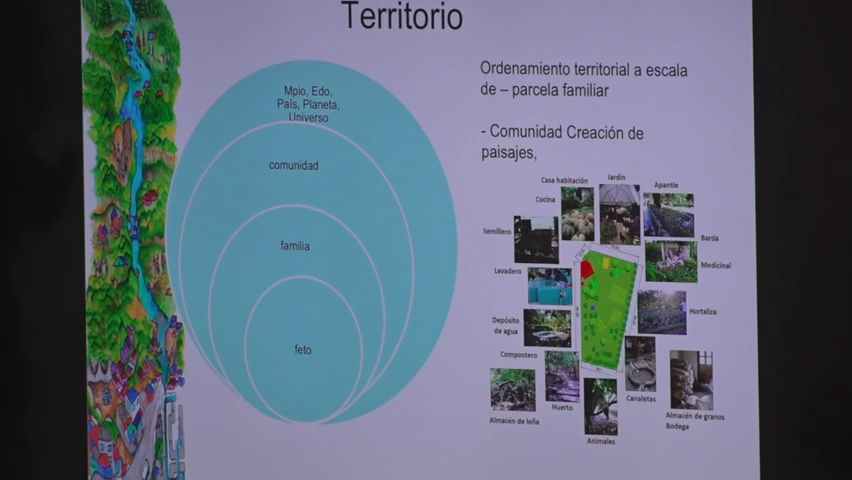 Territorio
Mpio, Edo,
País, Planeta,
Universo
comunidad
familia
feto
Ordenamiento territorial a escala
de – parcela familiar
- Comunidad Creación de
paisajes,
Casa habitación
Jardín
Apantle
Cocina
Semillero
Barda
Lavadero
Medicinal
Depósito
de agua
Hortaliza
Compostero
Canaletas
Almacén de leña
Huerto
Animales
Almacén de granos
Bodega